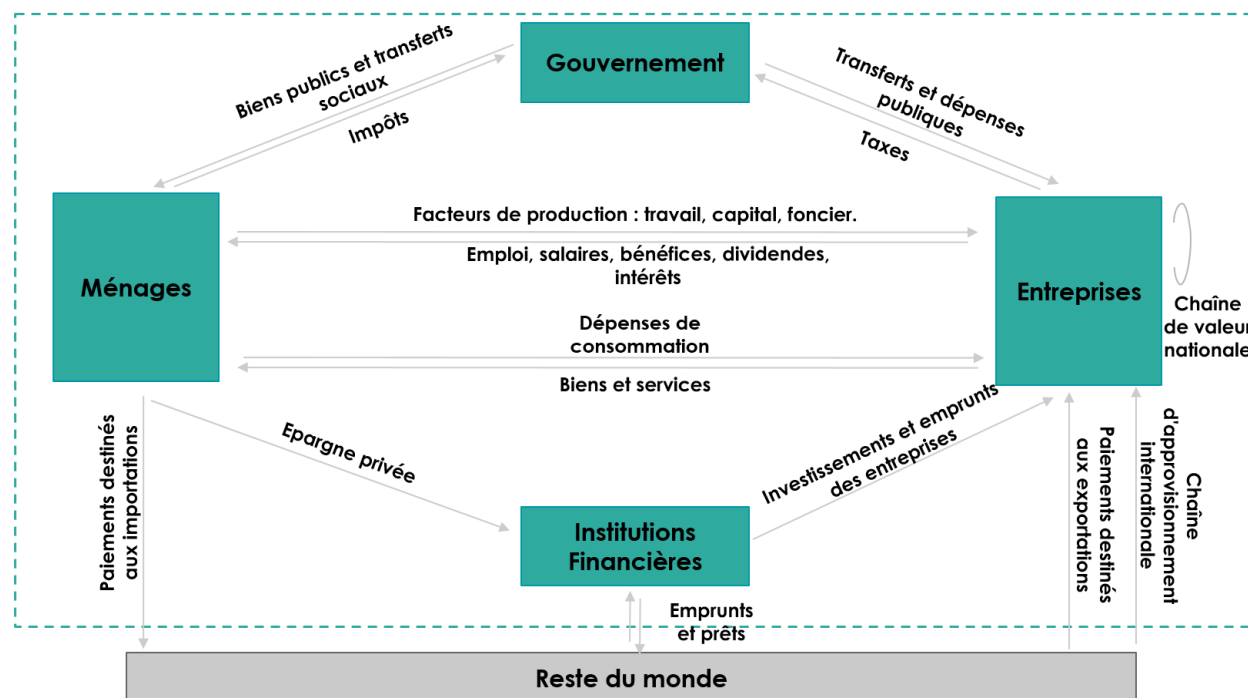 Gouvernement
Biens publics et transferts
sociaux
Impôts
Transferts et dépenses
publiques
Taxes
Ménages
Facteurs de production : travail, capital, foncier.
Emploi, salaires, bénéfices, dividendes,
intérêts
Dépenses de
consommation
Biens et services
Entreprises
Chaîne
de valeur
nationale
Paiements destinés
aux importations
Epargne privée
Institutions
Financières
Investissements et emprunts
des entreprises
Paiements destinés
aux exportations
Chaîne
d'approvisionnement
internationale
Emprunts
et prêts
Reste du monde